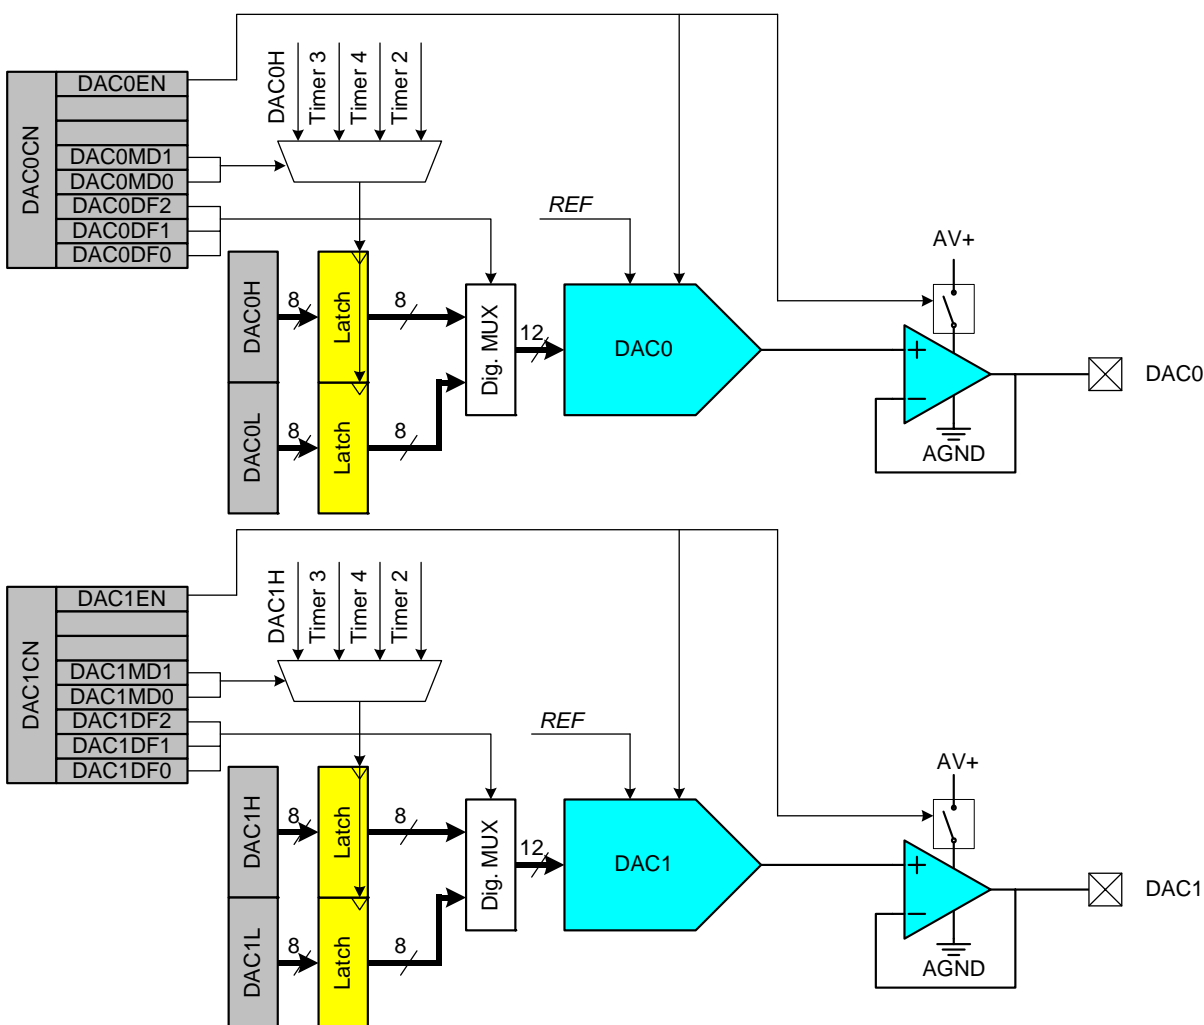 DAC0CN
DAC0EN
DAC0MD1
DAC0MD0
DAC0DF2
DAC0DF1
DAC0DF0
DAC0H
Timer 3
Timer 4
Timer 2
REF
AV+
DAC0H
8
Latch
8
Dig. MUX
12
DAC0
+
−
DAC0
DAC0L
8
Latch
8
AGND
DAC1CN
DAC1EN
DAC1MD1
DAC1MD0
DAC1DF2
DAC1DF1
DAC1DF0
DAC1H
Timer 3
Timer 4
Timer 2
REF
AV+
DAC1H
8
Latch
8
Dig. MUX
12
DAC1
+
−
DAC1
DAC1L
8
Latch
8
AGND